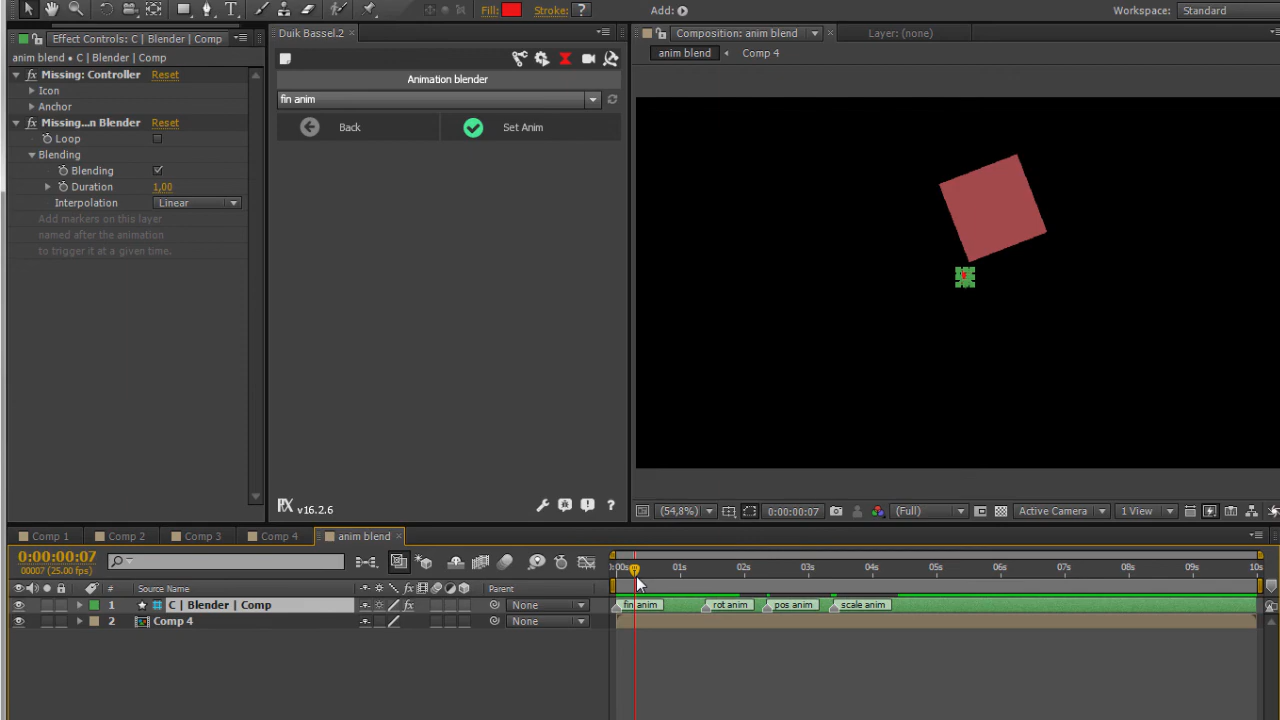 Fill: Stroke: ? Add: Workspace: Standard
Effect Controls: C | Blender | Comp
anim blend • C | Blender | Comp
fx Missing: Controller Reset
Icon
Anchor
fx Missing...n Blender Reset
Loop
Blending
Blending
Duration 1,00
Interpolation Linear
Add markers on this layer
named after the animation
to trigger it at a given time.
Duik Bassel.2
Animation blender
fin anim
Back Set Anim
v16.2.6
?
Composition: anim blend Layer: (none)
anim blend Comp 4
(54,8%) 0:00:00:07 (Full) Active Camera 1 View
Comp 1 Comp 2 Comp 3 Comp 4 anim blend
0:00:00:07
00007 (25.00 fps)
:00s 01s 02s 03s 04s 05s 06s 07s 08s 09s 10s
# Source Name fx Parent
1 C | Blender | Comp fx None fin anim rot anim pos anim scale anim
2 Comp 4 None